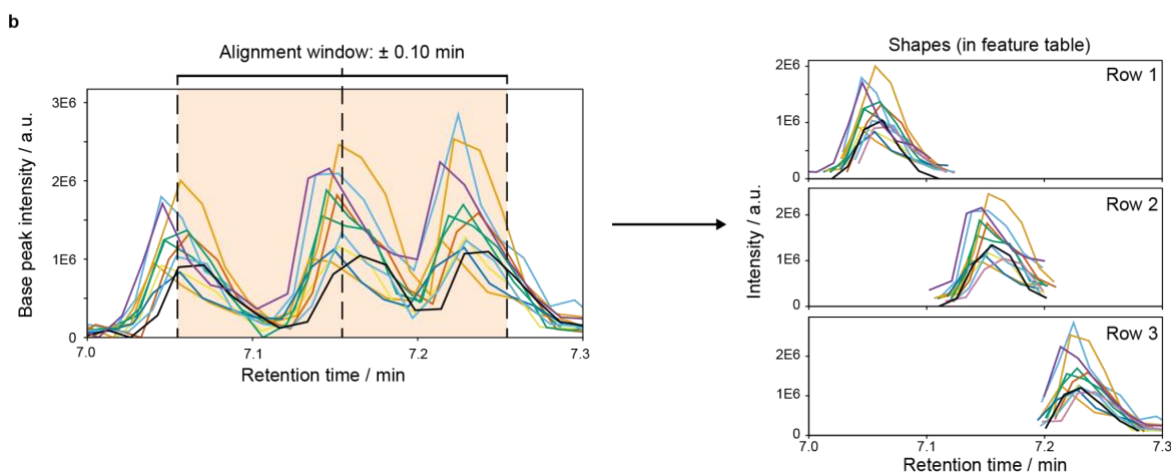 b
Alignment window: ± 0.10 min
Base peak intensity / a.u.
3E6
2E6
1E6
0
7.0
7.1
7.2
7.3
Retention time / min
Shapes (in feature table)
Intensity / a.u.
2E6
1E6
0
Row 1
2E6
1E6
0
Row 2
2E6
1E6
0
Row 3
7.0
7.1
7.2
7.3
Retention time / min